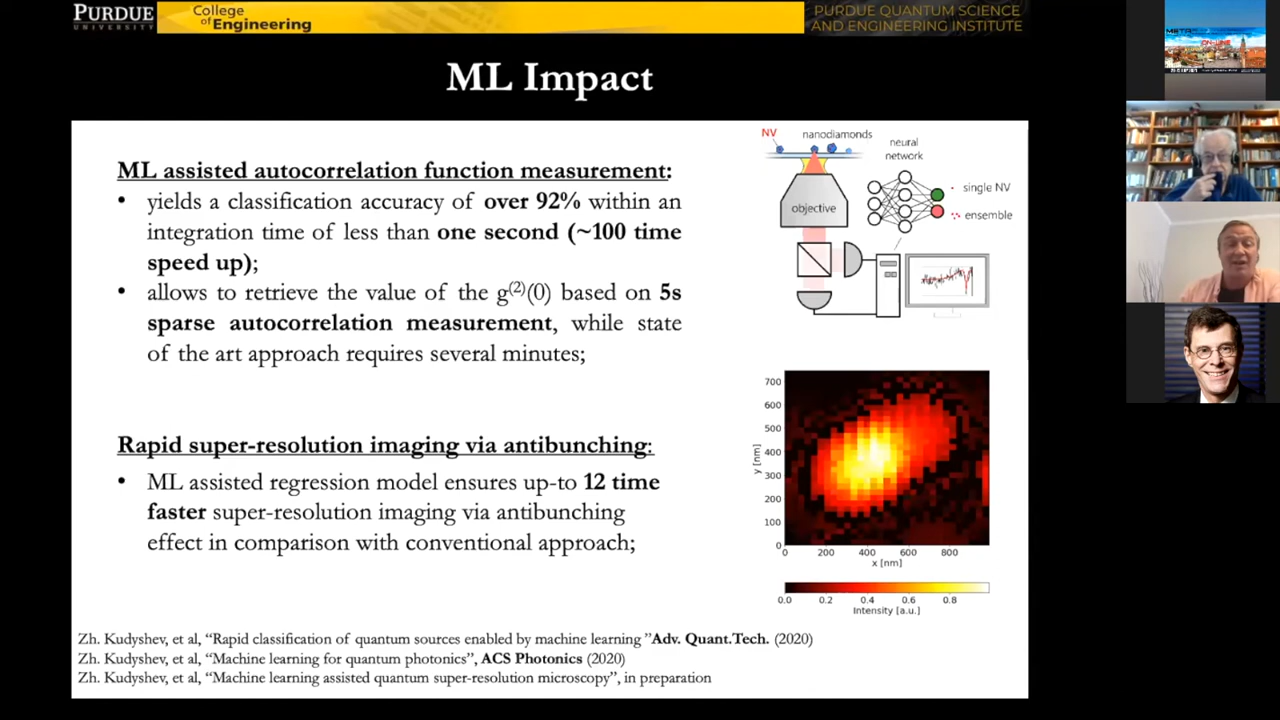 PURDUE
UNIVERSITY
College
of Engineering
PURDUE QUANTUM SCIENCE
AND ENGINEERING INSTITUTE
ML Impact
ML assisted autocorrelation function measurement:
• yields a classification accuracy of over 92% within an
integration time of less than one second (~100 time
speed up);
• allows to retrieve the value of the g(2)(0) based on 5s
sparse autocorrelation measurement, while state
of the art approach requires several minutes;
Rapid super-resolution imaging via antibunching:
• ML assisted regression model ensures up-to 12 time
faster super-resolution imaging via antibunching
effect in comparison with conventional approach;
NV
nanodiamonds
neural
network
objective
single NV
ensemble
700
600
500
400
300
200
100
0
y [nm]
0 200 400 600 800
x [nm]
0.0 0.2 0.4 0.6 0.8
Intensity [a.u.]
Zh. Kudyshev, et al, “Rapid classification of quantum sources enabled by machine learning ”Adv. Quant.Tech. (2020)
Zh. Kudyshev, et al, “Machine learning for quantum photonics”, ACS Photonics (2020)
Zh. Kudyshev, et al, “Machine learning assisted quantum super-resolution microscopy”, in preparation
META
ON-LINE